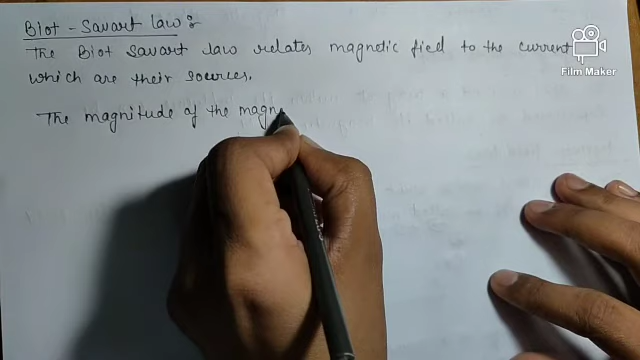 Biot - Savart law :
The Biot Savart law relates magnetic field to the current
which are their sources.
The magnitude of the magne
Film Maker